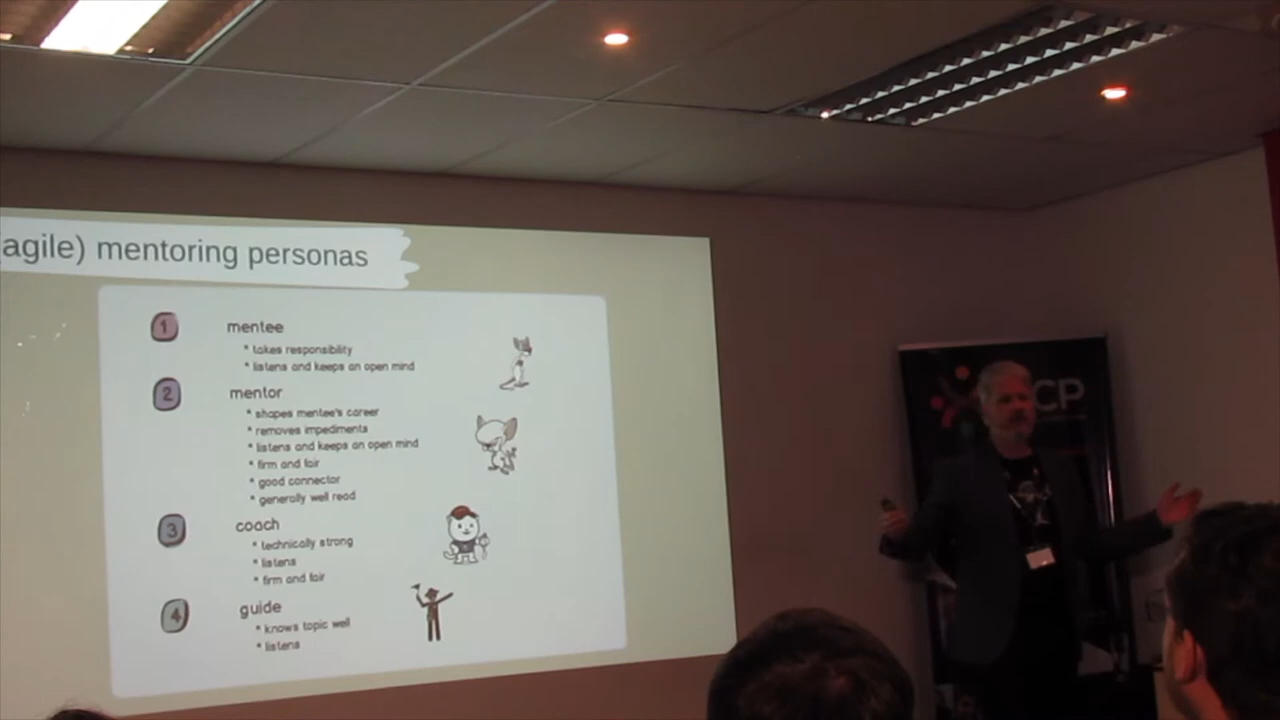 (agile) mentoring personas
1 mentee
* takes responsibility
* listens and keeps an open mind
2 mentor
* shapes mentee's career
* removes impediments
* listens and keeps an open mind
* firm and fair
* good connector
* generally well read
3 coach
* technically strong
* listens
* firm and fair
4 guide
* knows topic well
* listens
CP